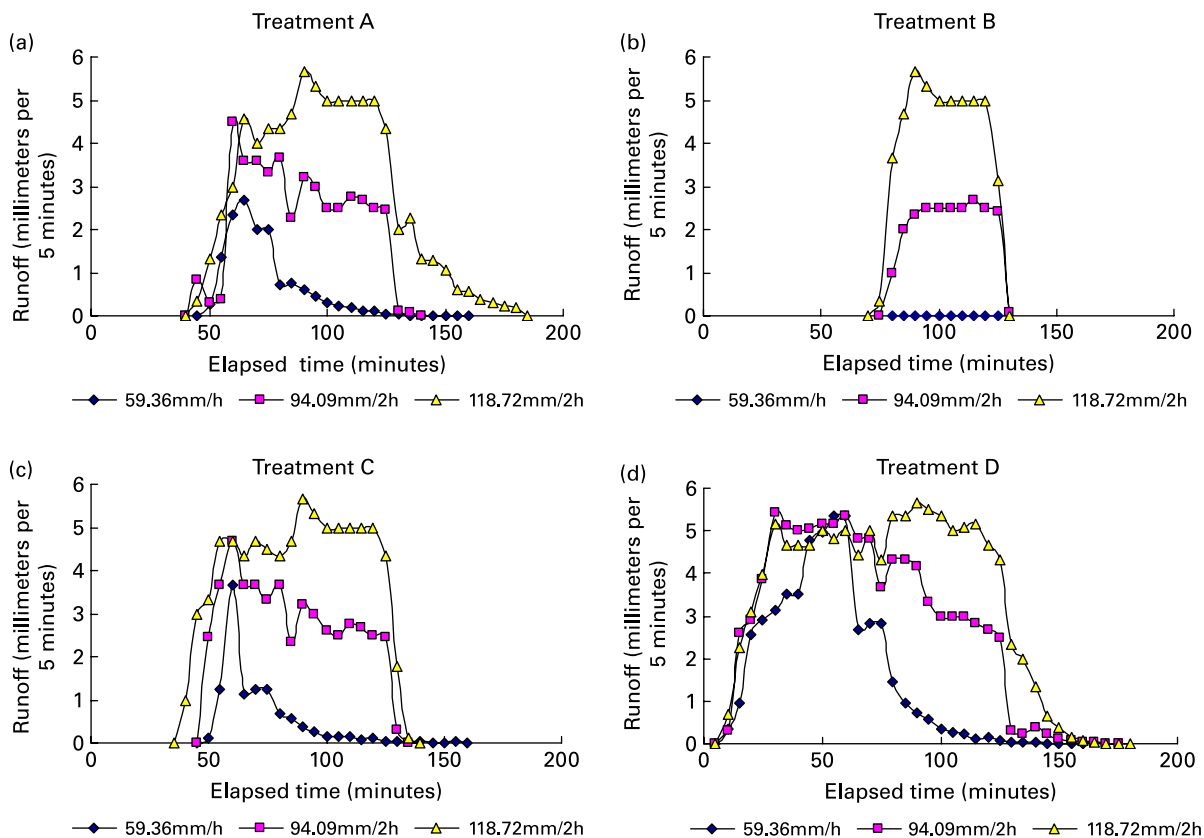 (a)
Treatment A
Runoff (millimeters per
5 minutes)
6
5
4
3
2
1
0
0
50
100
150
200
Elapsed time (minutes)
59.36mm/h
94.09mm/2h
118.72mm/2h
(b)
Treatment B
Runoff (millimeters per
5 minutes)
6
5
4
3
2
1
0
0
50
100
150
200
Elapsed time (minutes)
59.36mm/h
94.09mm/2h
118.72mm/2h
(c)
Treatment C
Runoff (millimeters per
5 minutes)
6
5
4
3
2
1
0
0
50
100
150
200
Elapsed time (minutes)
59.36mm/h
94.09mm/2h
118.72mm/2h
(d)
Treatment D
Runoff (millimeters per
5 minutes)
6
5
4
3
2
1
0
0
50
100
150
200
Elapsed time (minutes)
59.36mm/h
94.09mm/2h
118.72mm/2h